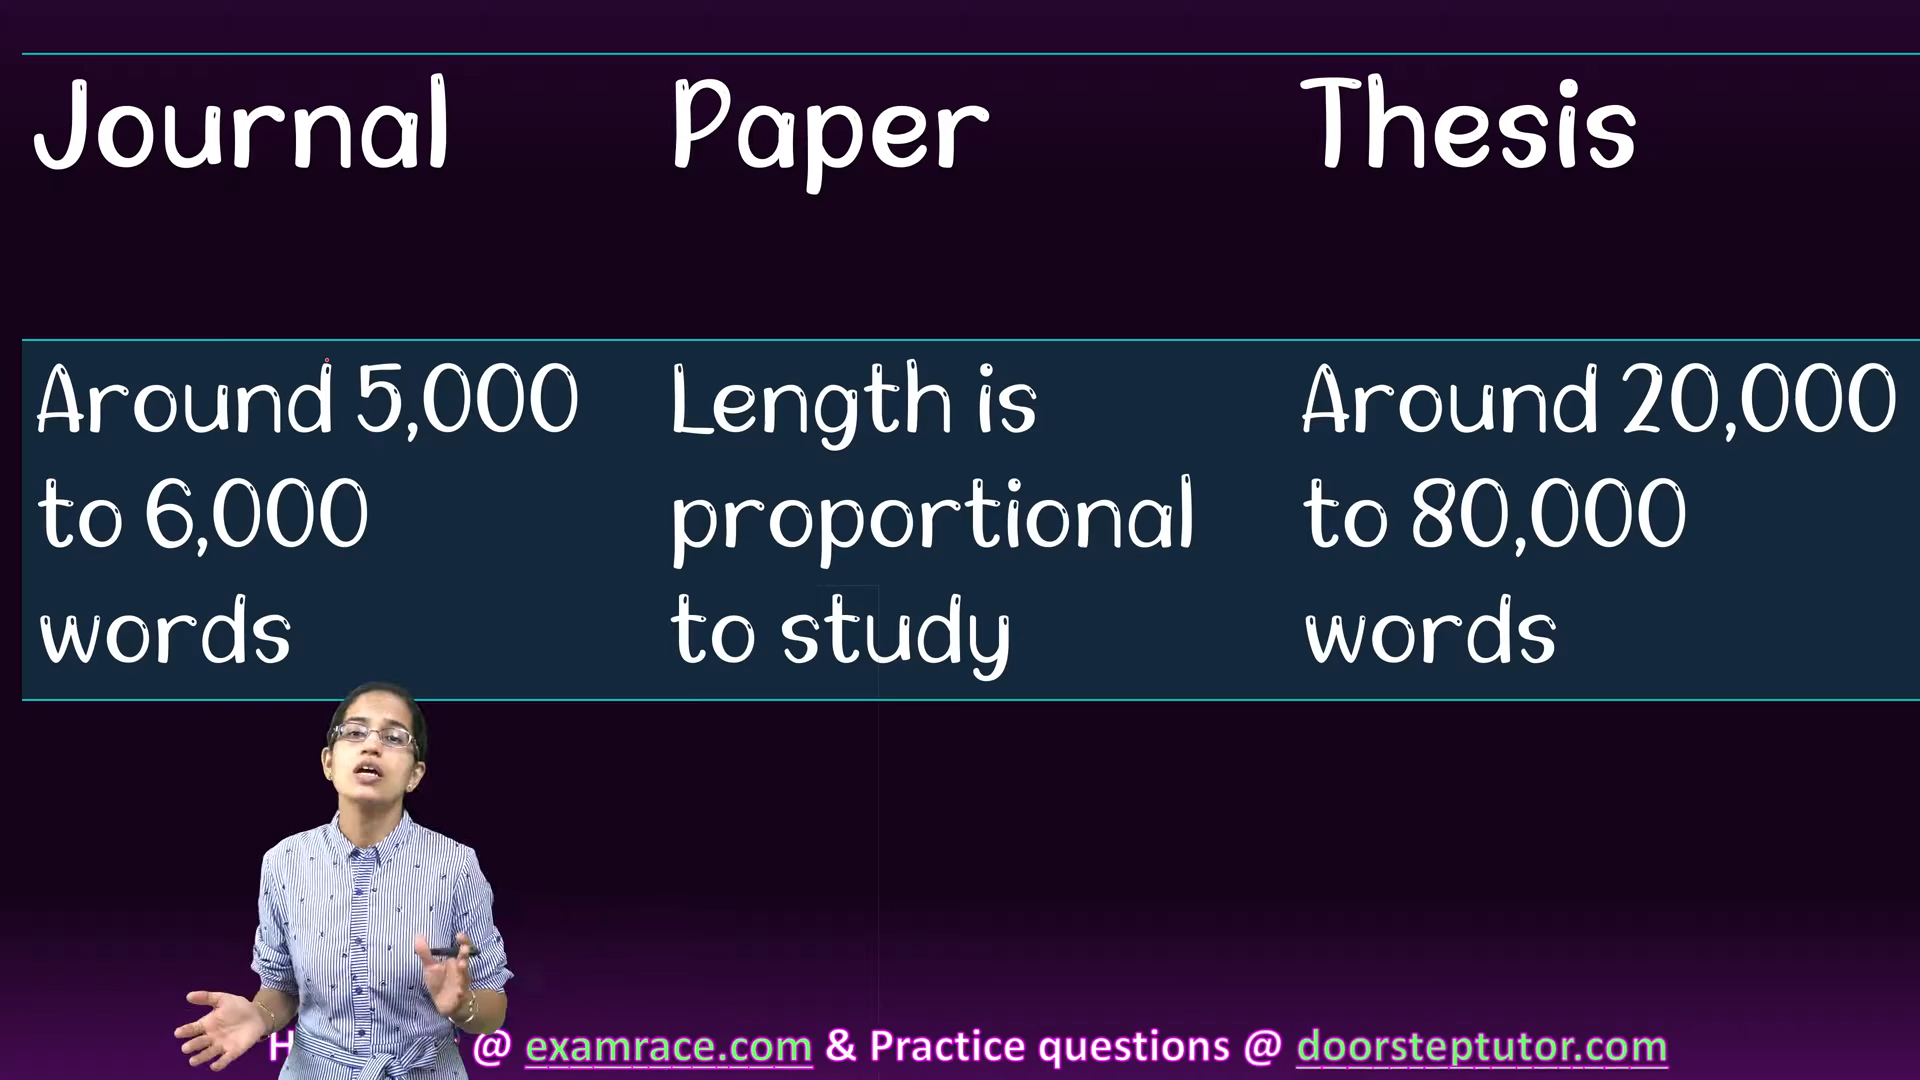 Journal Paper Thesis
Around 5,000 Length is Around 20,000
to 6,000 proportional to 80,000
words to study words
@ examrace.com & Practice questions @ doorsteptutor.com